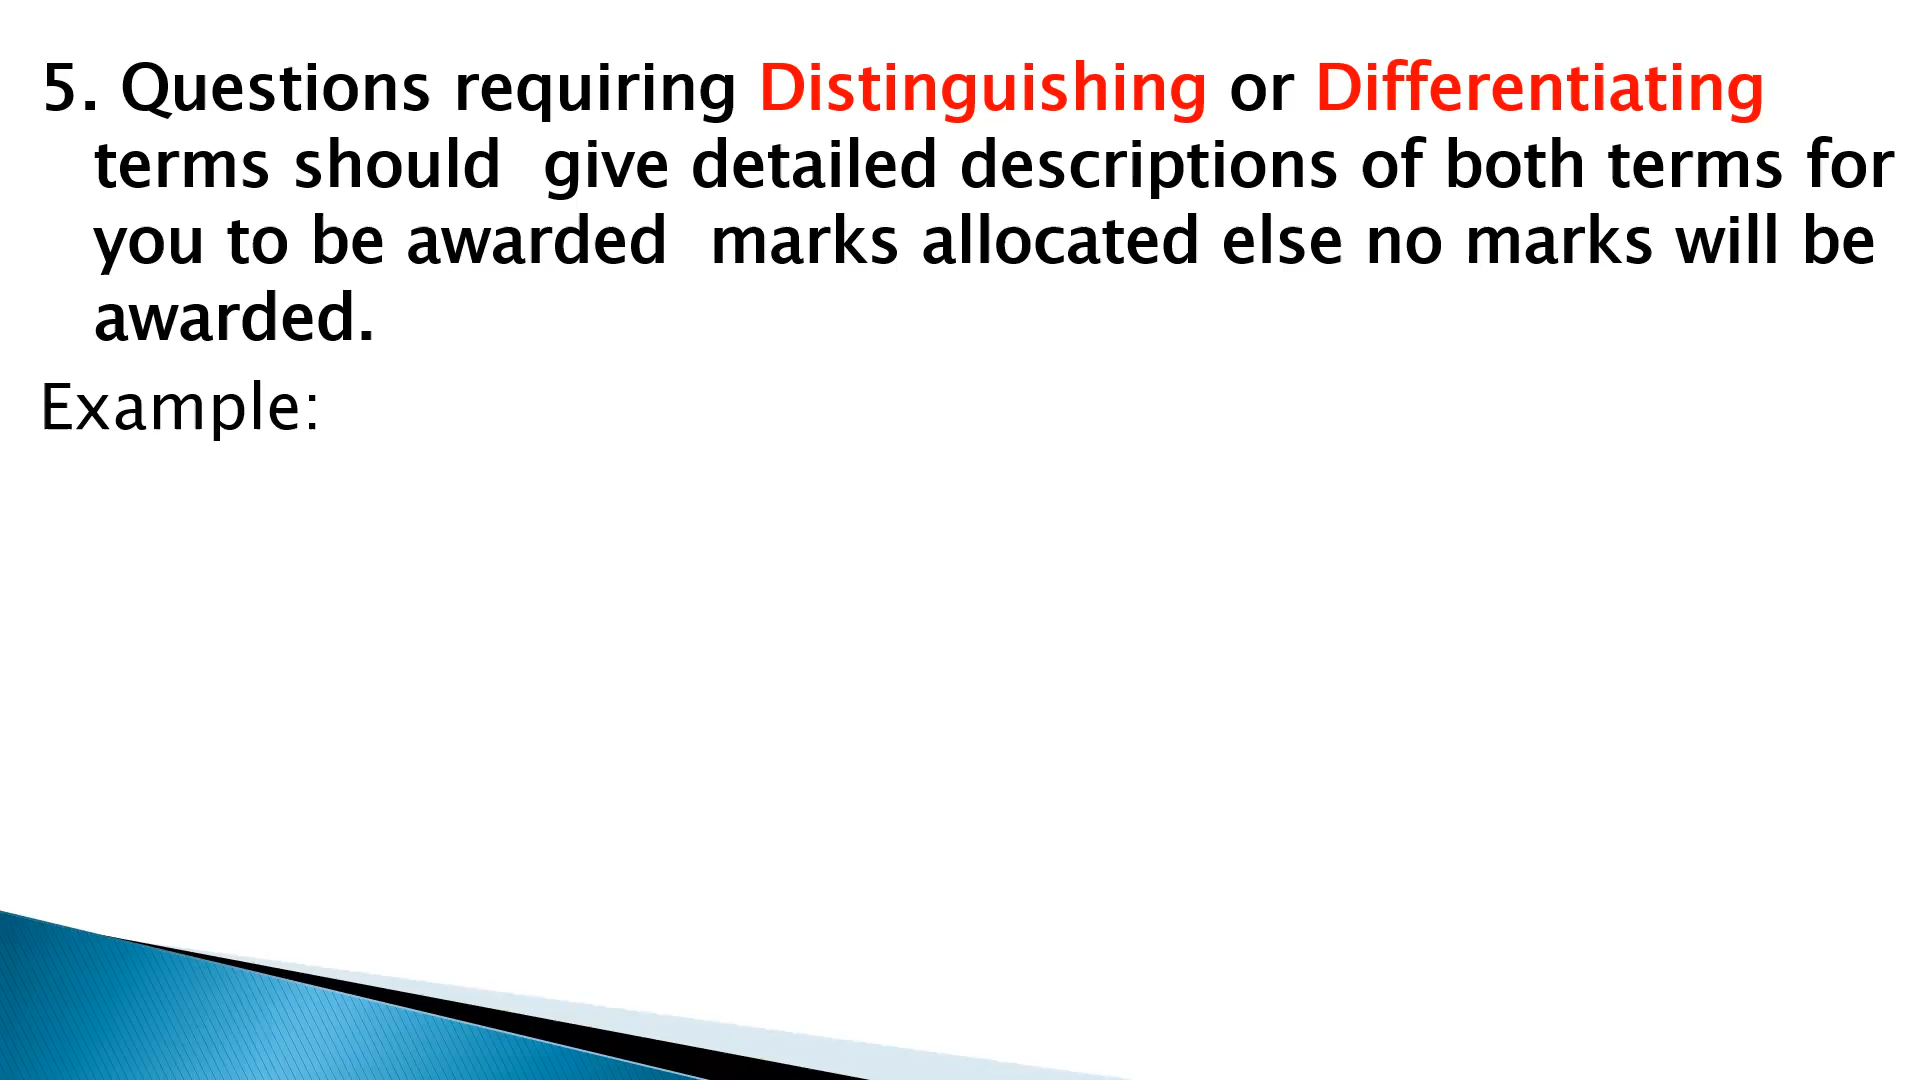 5. Questions requiring Distinguishing or Differentiating
terms should  give detailed descriptions of both terms for
you to be awarded  marks allocated else no marks will be
awarded.
Example: